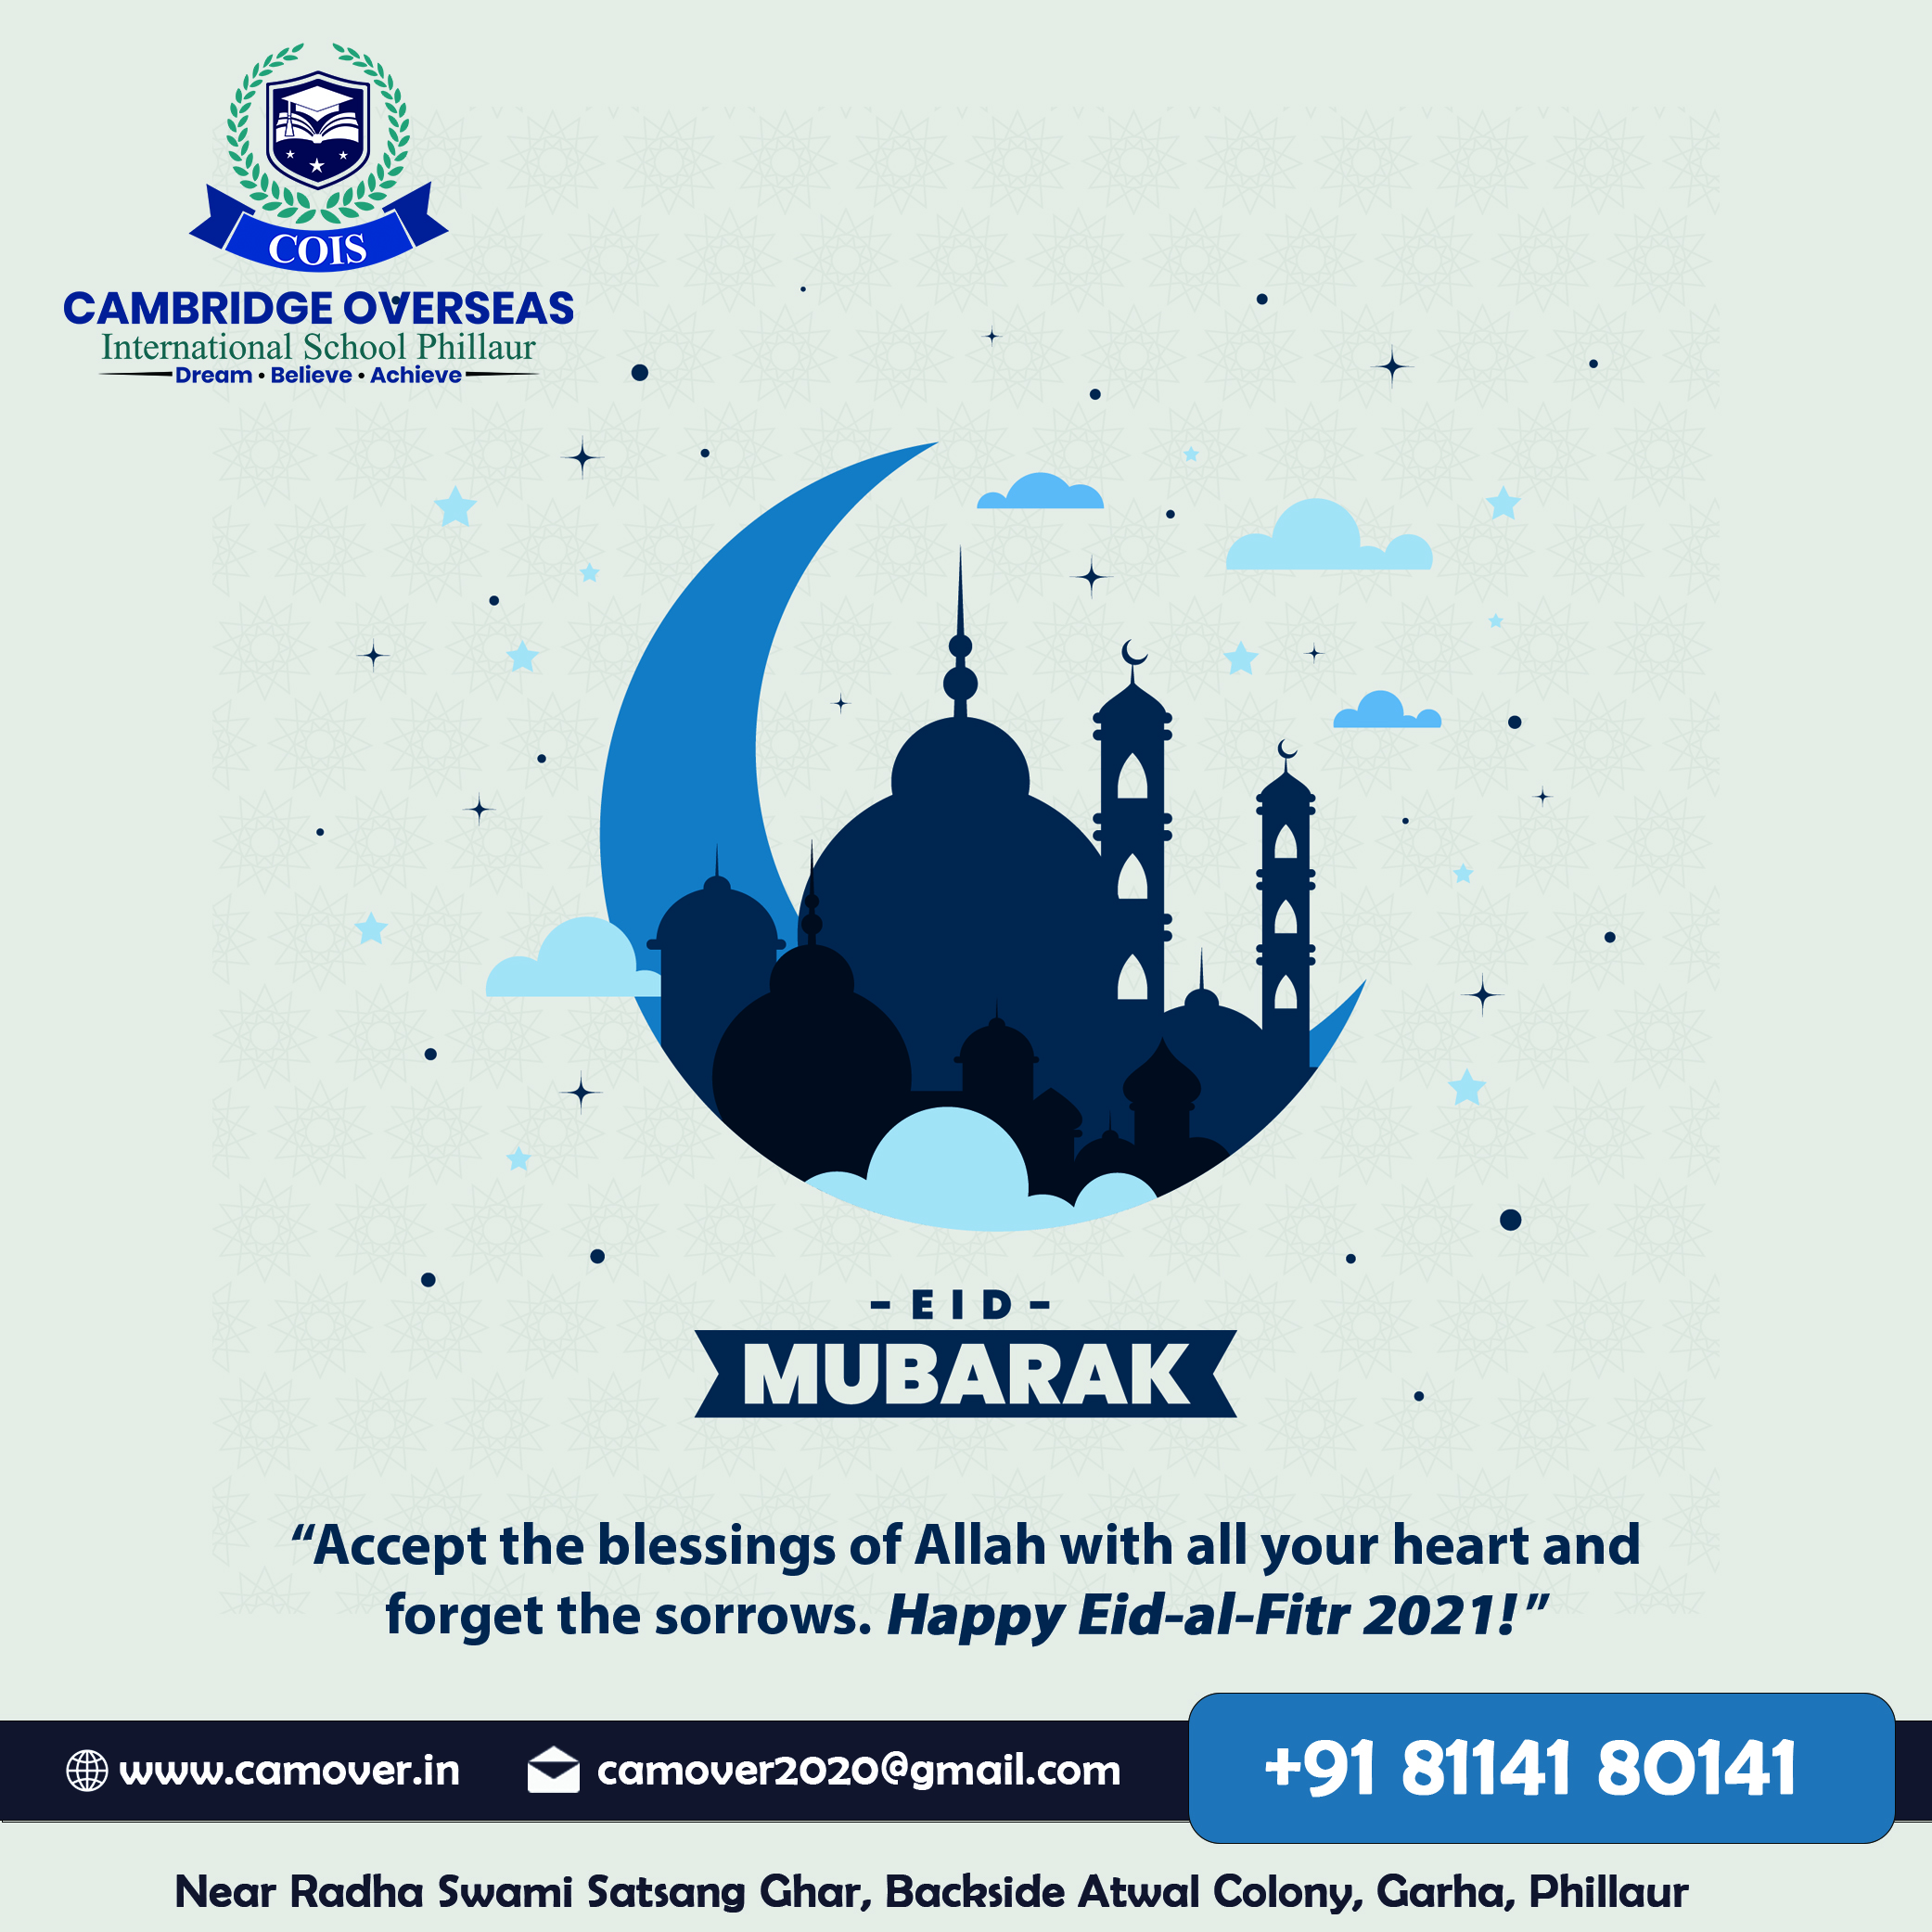 COIS
CAMBRIDGE OVERSEAS
International School Phillaur
Dream • Believe • Achieve
- EID -
MUBARAK
“Accept the blessings of Allah with all your heart and
forget the sorrows. Happy Eid-al-Fitr 2021!”
www.camover.in camover2020@gmail.com +91 81141 80141
Near Radha Swami Satsang Ghar, Backside Atwal Colony, Garha, Phillaur